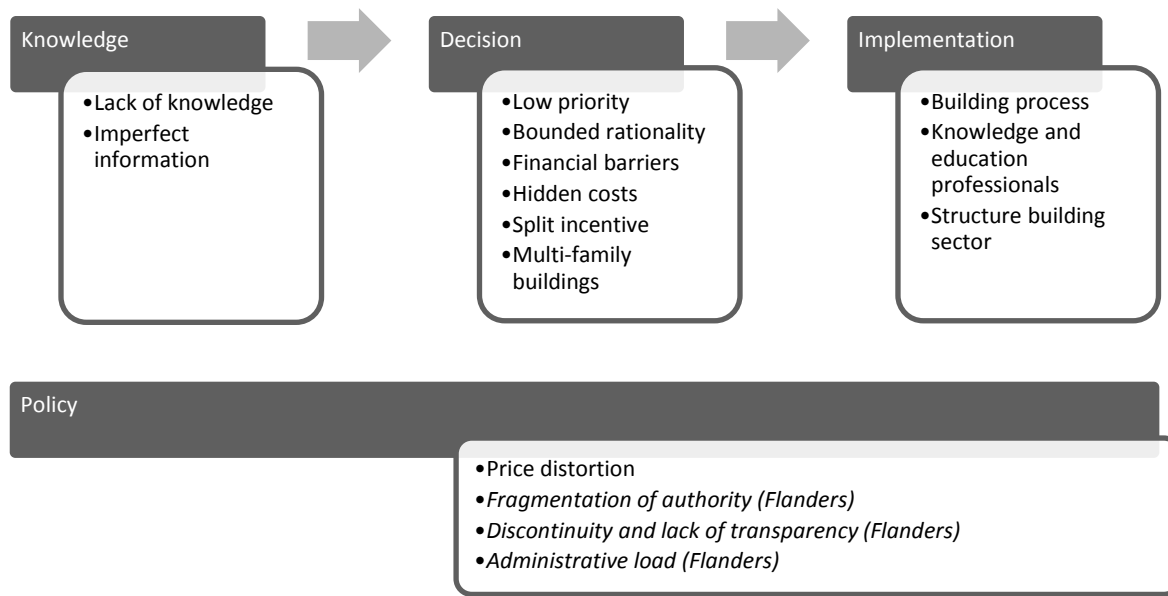 Knowledge
•Lack of knowledge
•Imperfect
information
Decision
•Low priority
•Bounded rationality
•Financial barriers
•Hidden costs
•Split incentive
•Multi-family
buildings
Implementation
•Building process
•Knowledge and
education
professionals
•Structure building
sector
Policy
•Price distortion
•Fragmentation of authority (Flanders)
•Discontinuity and lack of transparency (Flanders)
•Administrative load (Flanders)